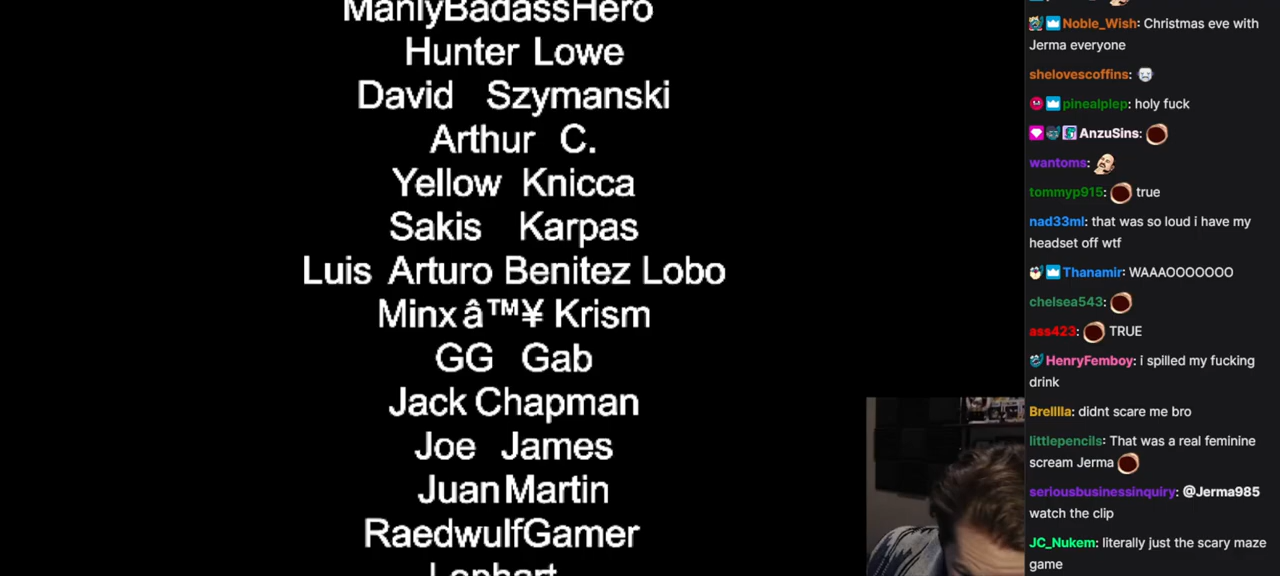 ManlyBadassHero
Hunter Lowe
David Szymanski
Arthur C.
Yellow Knicca
Sakis Karpas
Luis Arturo Benitez Lobo
Minx â™¥ Krism
GG Gab
Jack Chapman
Joe James
Juan Martin
RaedwulfGamer
Noble_Wish: Christmas eve with
Jerma everyone
shelovescoffins:
pinealplep: holy fuck
AnzuSins:
wantoms:
tommyp915: true
nad33ml: that was so loud i have my
headset off wtf
Thanamir: WAAAOOOOOOO
chelsea543:
ass423: TRUE
HenryFemboy: i spilled my fucking
drink
Brelllla: didnt scare me bro
littlepencils: That was a real feminine
scream Jerma
seriousbusinessinquiry: @Jerma985
watch the clip
JC_Nukem: literally just the scary maze
game